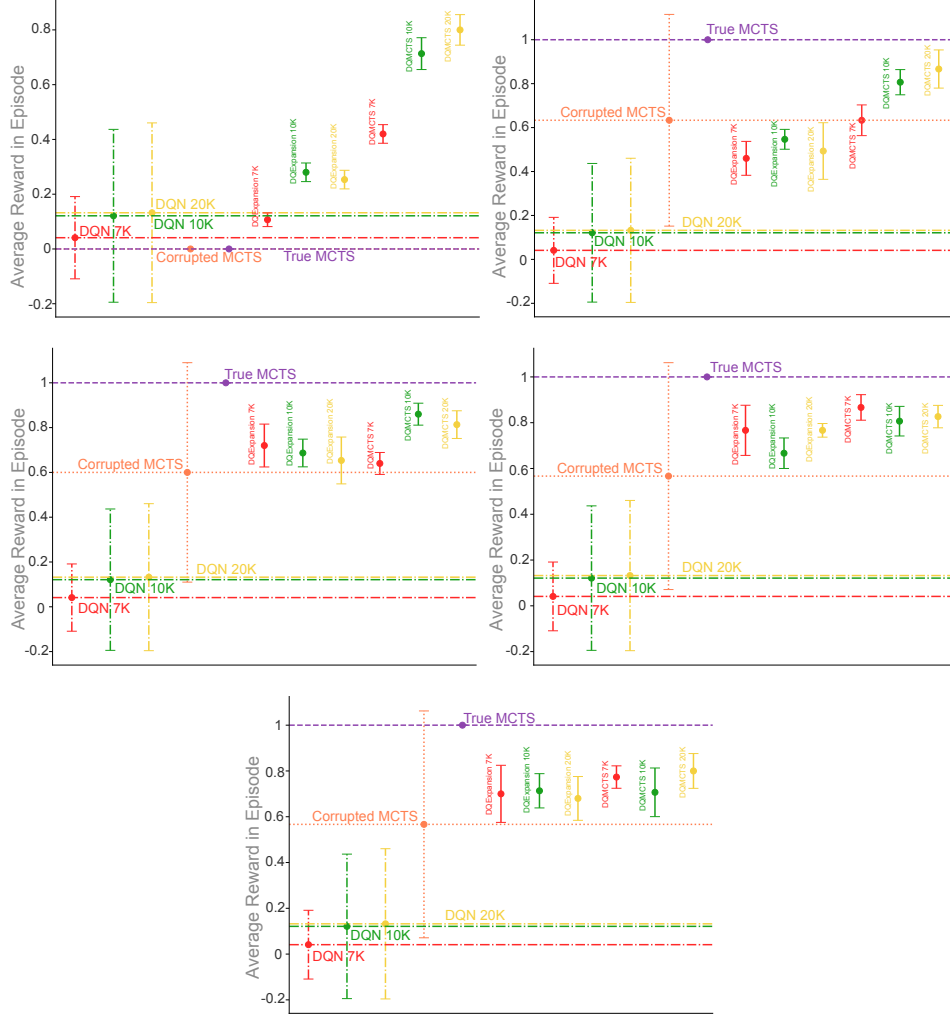 Average Reward in Episode
0.8
0.6
0.4
0.2
0
-0.2
DQN 7K
DQN 10K
DQN 20K
Corrupted MCTS
True MCTS
DQExpansion 7K
DQExpansion 10K
DQExpansion 20K
DQMCTS 7K
DQMCTS 10K
DQMCTS 20K
Average Reward in Episode
1
0.8
0.6
0.4
0.2
0
-0.2
DQN 7K
DQN 10K
DQN 20K
Corrupted MCTS
True MCTS
DQExpansion 7K
DQExpansion 10K
DQExpansion 20K
DQMCTS 7K
DQMCTS 10K
DQMCTS 20K
Average Reward in Episode
1
0.8
0.6
0.4
0.2
0
-0.2
DQN 7K
DQN 10K
DQN 20K
Corrupted MCTS
True MCTS
DQExpansion 7K
DQExpansion 10K
DQExpansion 20K
DQMCTS 7K
DQMCTS 10K
DQMCTS 20K
Average Reward in Episode
1
0.8
0.6
0.4
0.2
0
-0.2
DQN 7K
DQN 10K
DQN 20K
Corrupted MCTS
True MCTS
DQExpansion 7K
DQExpansion 10K
DQExpansion 20K
DQMCTS 7K
DQMCTS 10K
DQMCTS 20K
Average Reward in Episode
1
0.8
0.6
0.4
0.2
0
-0.2
DQN 7K
DQN 10K
DQN 20K
Corrupted MCTS
True MCTS
DQExpansion 7K
DQExpansion 10K
DQExpansion 20K
DQMCTS 7K
DQMCTS 10K
DQMCTS 20K